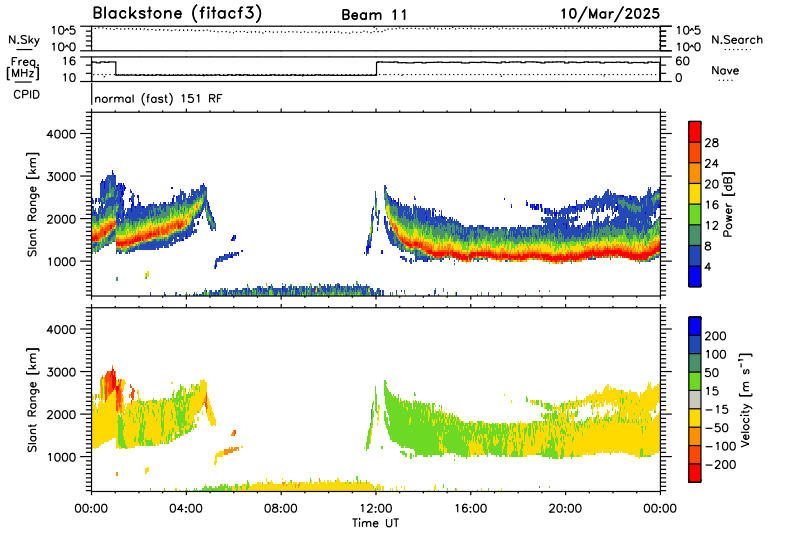 Blackstone (fitacf3) Beam 11 10/Mar/2025
N.Sky 10^5 10^0 10^5 10^0 N.Search
Freq. [MHz] 16 10 60 0 Nave
CPID normal (fast) 151 RF
Slant Range [km]
4000
3000
2000
1000
28
24
20
16
12
8
4
Power [dB]
Slant Range [km]
4000
3000
2000
1000
200
100
50
15
-15
-50
-100
-200
Velocity [m s⁻¹]
00:00 04:00 08:00 12:00 16:00 20:00 00:00
Time UT